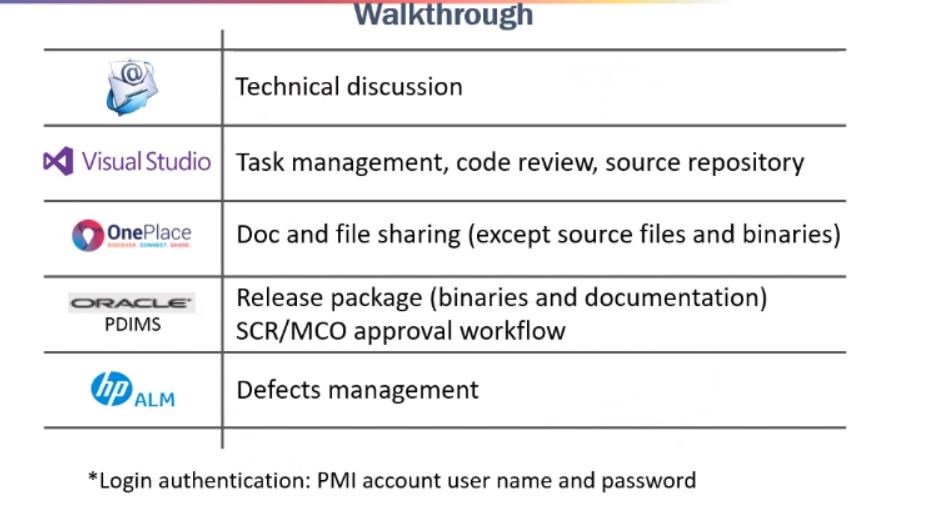 Walkthrough
@
Technical discussion
Visual Studio
Task management, code review, source repository
OnePlace
DISCOVER. CONNECT. SHARE.
Doc and file sharing (except source files and binaries)
ORACLE
PDIMS
Release package (binaries and documentation)
SCR/MCO approval workflow
hp ALM
Defects management
*Login authentication: PMI account user name and password